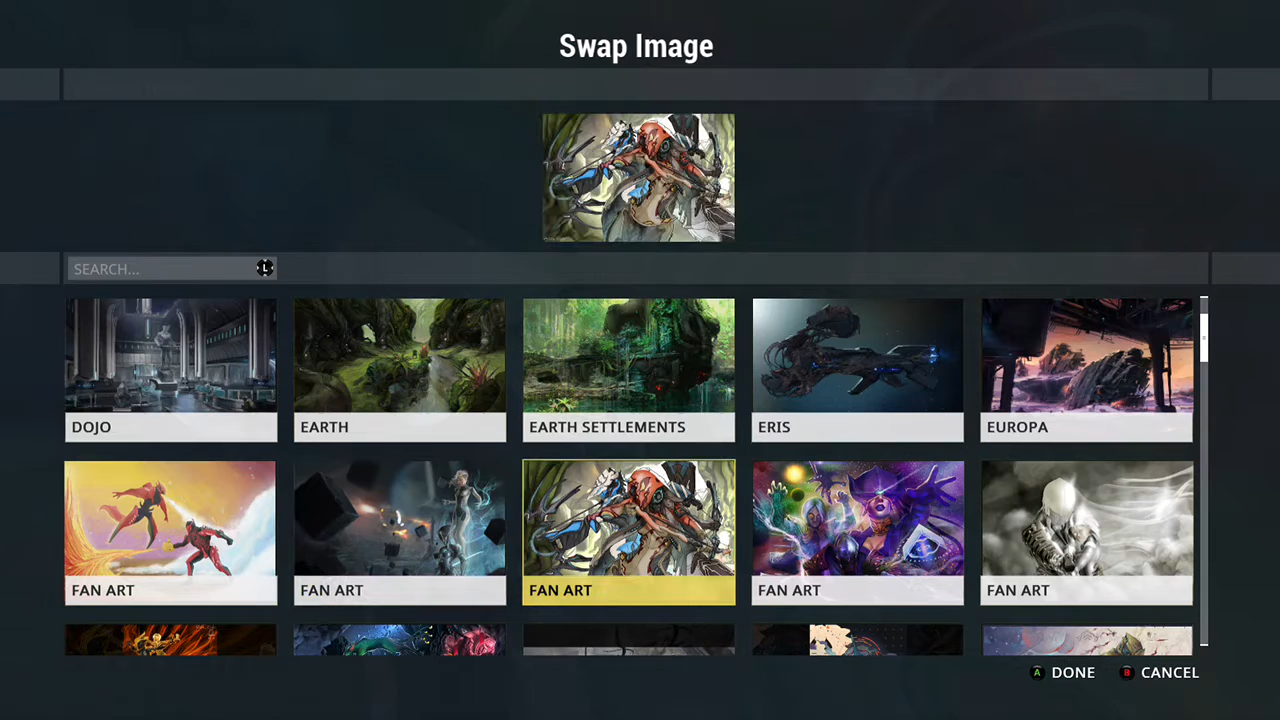 Swap Image
SEARCH... L
DOJO
EARTH
EARTH SETTLEMENTS
ERIS
EUROPA
FAN ART
FAN ART
FAN ART
FAN ART
FAN ART
A DONE B CANCEL